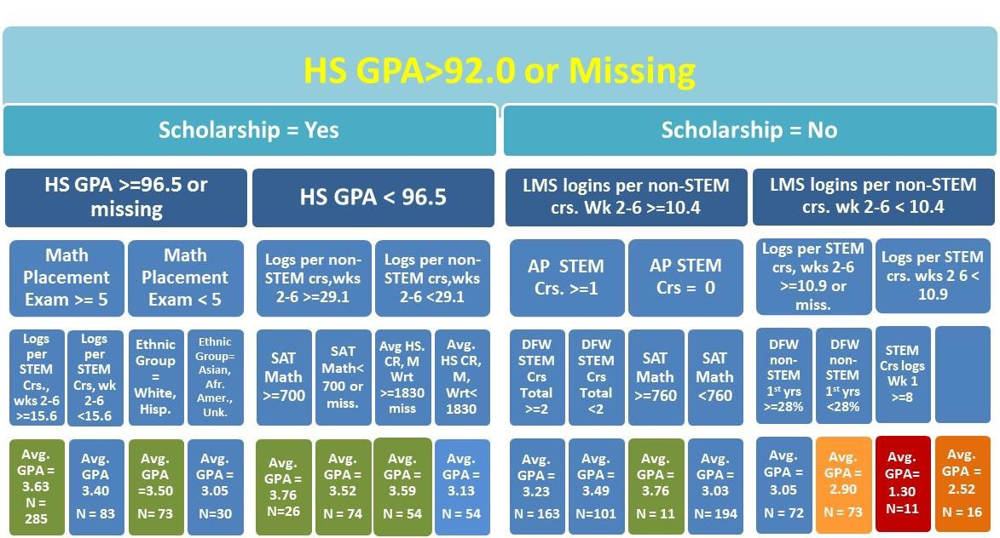 HS GPA>92.0 or Missing
Scholarship = Yes
Scholarship = No
HS GPA >=96.5 or
missing
HS GPA < 96.5
LMS logins per non-STEM
crs. Wk 2-6 >=10.4
LMS logins per non-STEM
crs. wk 2-6 < 10.4
Math
Placement
Exam >= 5
Math
Placement
Exam < 5
Logs per non-
STEM crs,wks
2-6 >=29.1
Logs per non-
STEM crs,wks
2-6 <29.1
AP STEM
Crs. >=1
AP STEM
Crs = 0
Logs per STEM
crs, wks 2-6
>=10.9 or
miss.
Logs per STEM
crs. wks 2 6 <
10.9
Logs
per
STEM
Crs.,
wks 2-6
>=15.6
Logs
per
STEM
Crs, wk
2-6
<15.6
Ethnic
Group
=
White,
Hisp.
Ethnic
Group=
Asian,
Afr.
Amer.,
Unk.
SAT
Math
>=700
SAT
Math<
700 or
miss.
Avg HS.
CR, M
Wrt
>=1830
miss
Avg.
HS CR,
M,
Wrt<
1830
DFW
STEM
Crs
Total
>=2
DFW
STEM
Crs
Total
<2
SAT
Math
>=760
SAT
Math
<760
DFW
non-
STEM
1st yrs
>=28%
DFW
non-
STEM
1st yrs
<28%
STEM
Crs logs
Wk 1
>=8
Avg.
GPA =
3.63
N =
285
Avg.
GPA
3.40
N = 83
Avg.
GPA
=3.50
N= 73
Avg.
GPA =
3.05
N=30
Avg.
GPA =
3.76
N=26
Avg.
GPA =
3.52
N = 74
Avg.
GPA =
3.59
N = 54
Avg.
GPA =
3.13
N = 54
Avg.
GPA =
3.23
N = 163
Avg.
GPA =
3.49
N=101
Avg.
GPA =
3.76
N = 11
Avg.
GPA =
3.03
N= 194
Avg.
GPA =
3.05
N = 72
Avg.
GPA =
2.90
N = 73
Avg.
GPA=
1.30
N=11
Avg.
GPA =
2.52
N = 16